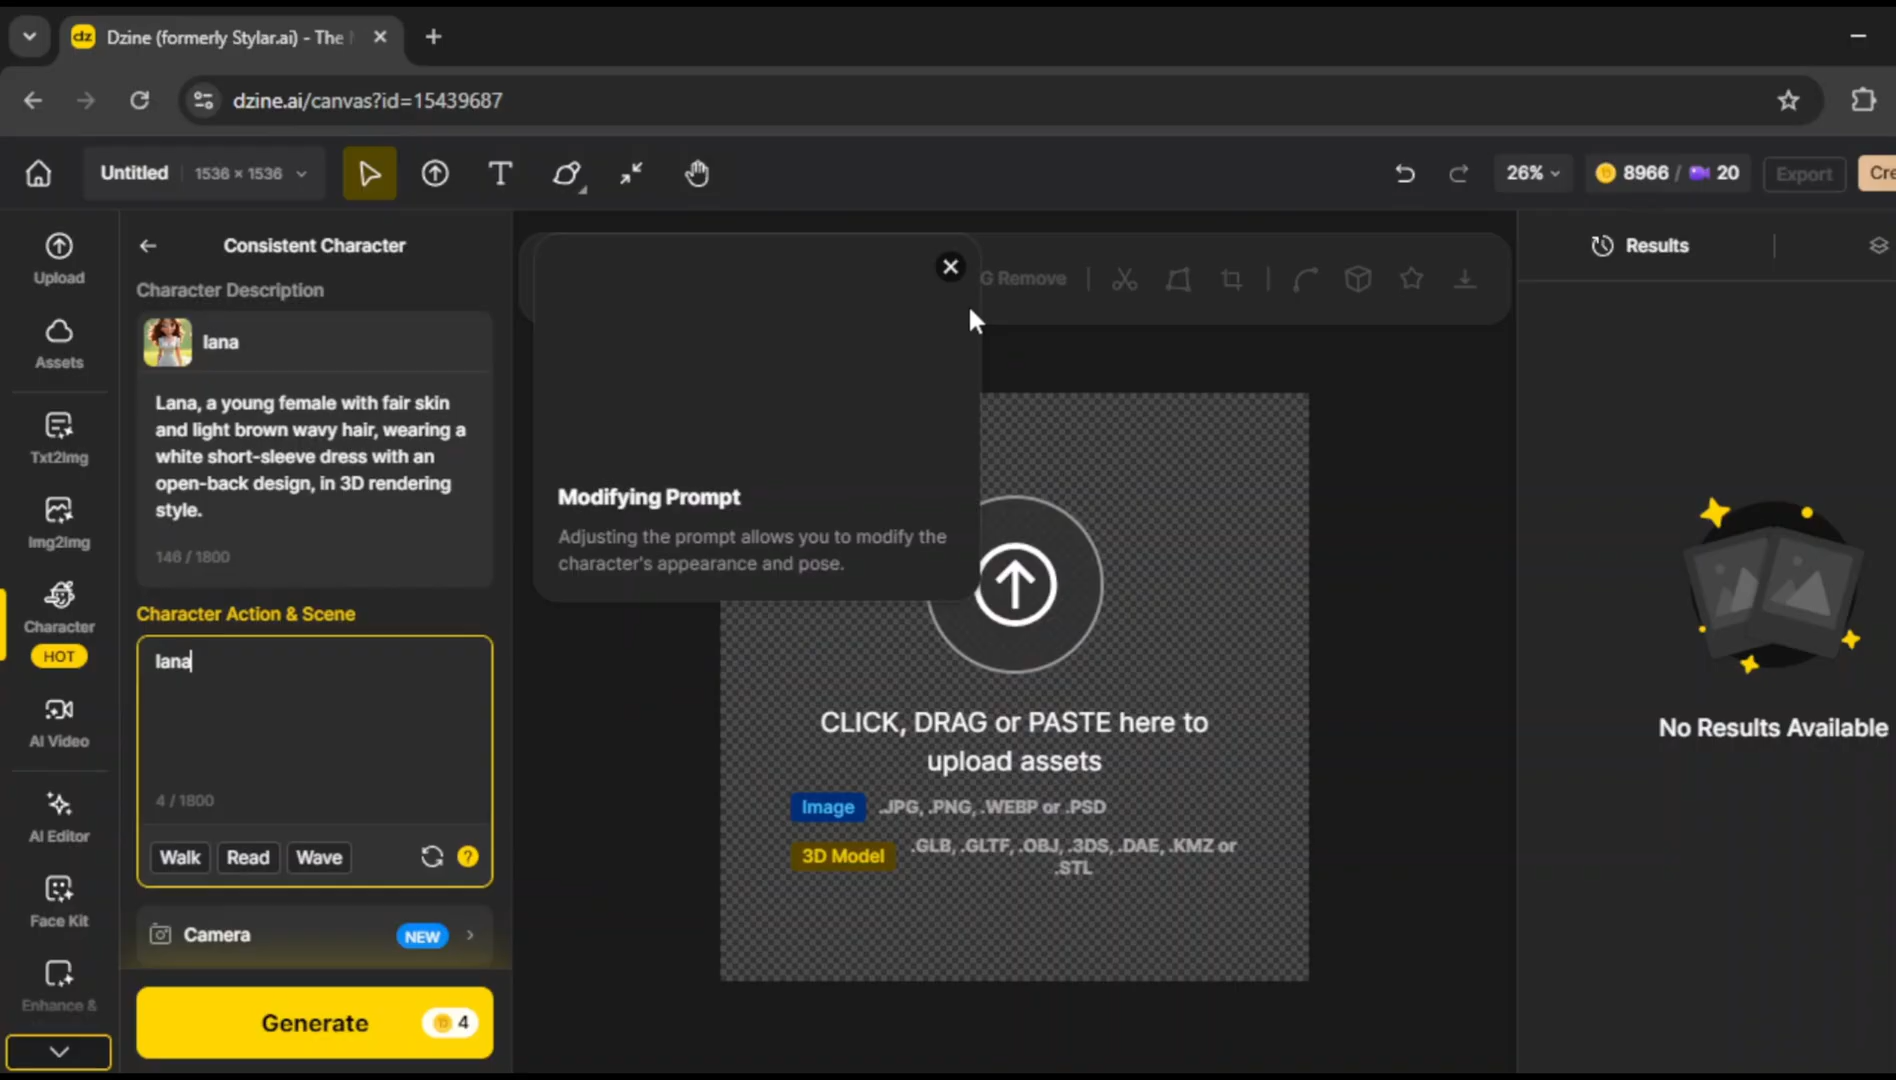 dz
Dzine (formerly Stylar.ai) - The
dzine.ai/canvas?id=15439687
Untitled
1536 × 1536
26%
8966 / 20
Export
Cre
Upload
Assets
Txt2Img
Img2Img
Character
HOT
AI Video
AI Editor
Face Kit
Enhance &
Consistent Character
Character Description
lana
Lana, a young female with fair skin
and light brown wavy hair, wearing a
white short-sleeve dress with an
open-back design, in 3D rendering
style.
146 / 1800
Character Action & Scene
lana
4 / 1800
Walk
Read
Wave
?
Camera
NEW
Generate
4
G Remove
Modifying Prompt
Adjusting the prompt allows you to modify the
character's appearance and pose.
CLICK, DRAG or PASTE here to
upload assets
Image .JPG, .PNG, .WEBP or .PSD
3D Model .GLB, .GLTF, .OBJ, .3DS, .DAE, .KMZ or
.STL
Results
No Results Available